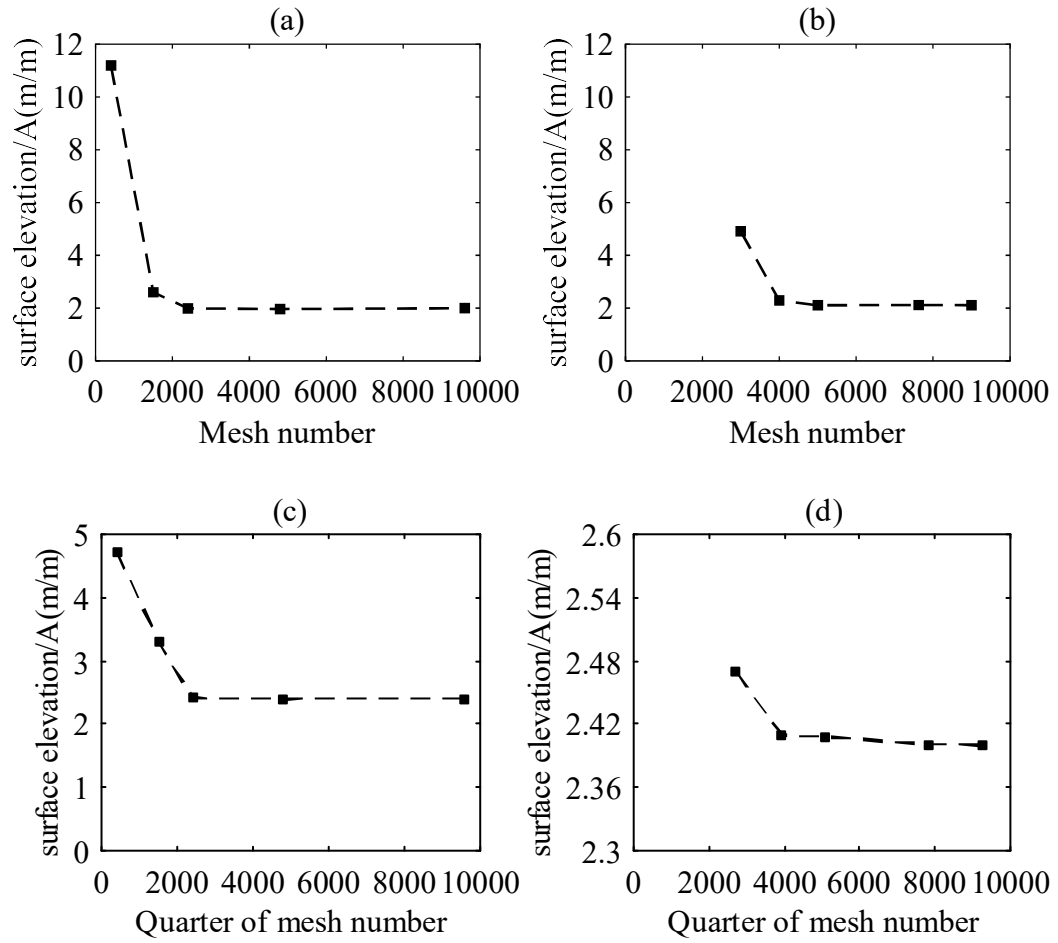 (a)
surface elevation/A(m/m)
12
10
8
6
4
2
0
0 2000 4000 6000 8000 10000
Mesh number
(b)
surface elevation/A(m/m)
12
10
8
6
4
2
0
0 2000 4000 6000 8000 10000
Mesh number
(c)
surface elevation/A(m/m)
5
4
3
2
1
0
0 2000 4000 6000 8000 10000
Quarter of mesh number
(d)
surface elevation/A(m/m)
2.6
2.54
2.48
2.42
2.36
2.3
0 2000 4000 6000 8000 10000
Quarter of mesh number